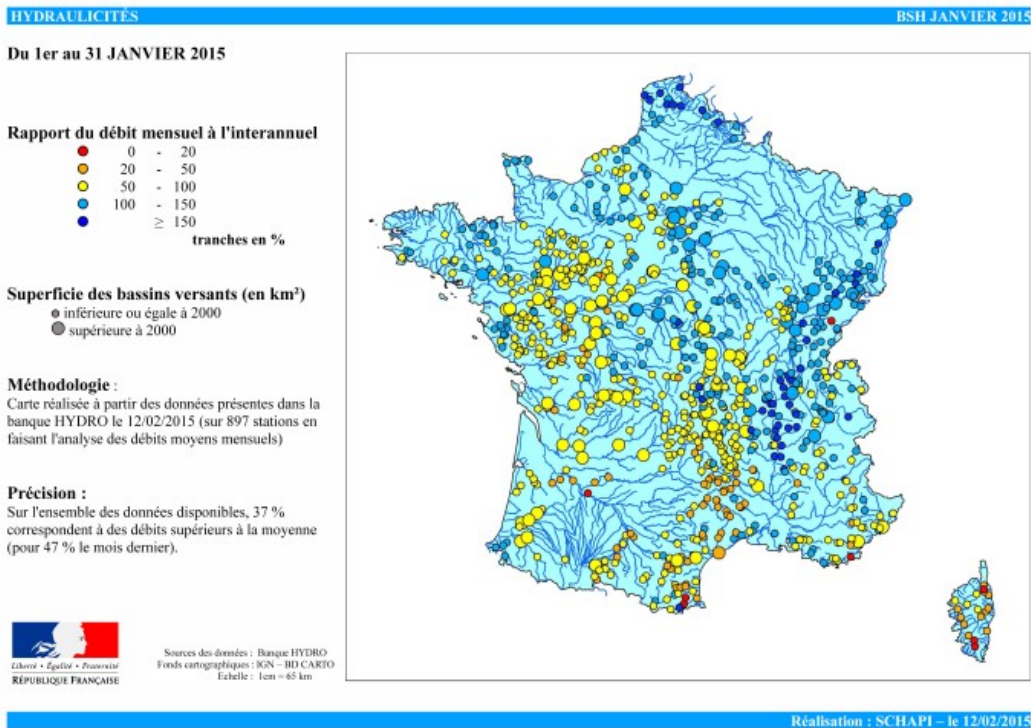 HYDRAULICITÉS
BSH JANVIER 2015
Du 1er au 31 JANVIER 2015
Rapport du débit mensuel à l'interannuel
0 - 20
20 - 50
50 - 100
100 - 150
≥ 150
tranches en %
Superficie des bassins versants (en km²)
inférieure ou égale à 2000
supérieure à 2000
Méthodologie :
Carte réalisée à partir des données présentes dans la
banque HYDRO le 12/02/2015 (sur 897 stations en
faisant l'analyse des débits moyens mensuels)
Précision :
Sur l'ensemble des données disponibles, 37 %
correspondent à des débits supérieurs à la moyenne
(pour 47 % le mois dernier).
Liberté • Égalité • Fraternité
RÉPUBLIQUE FRANÇAISE
Sources des données : Banque HYDRO
Fonds cartographiques : IGN – BD CARTO
Echelle : 1cm = 65 km
Réalisation : SCHAPI – le 12/02/2015